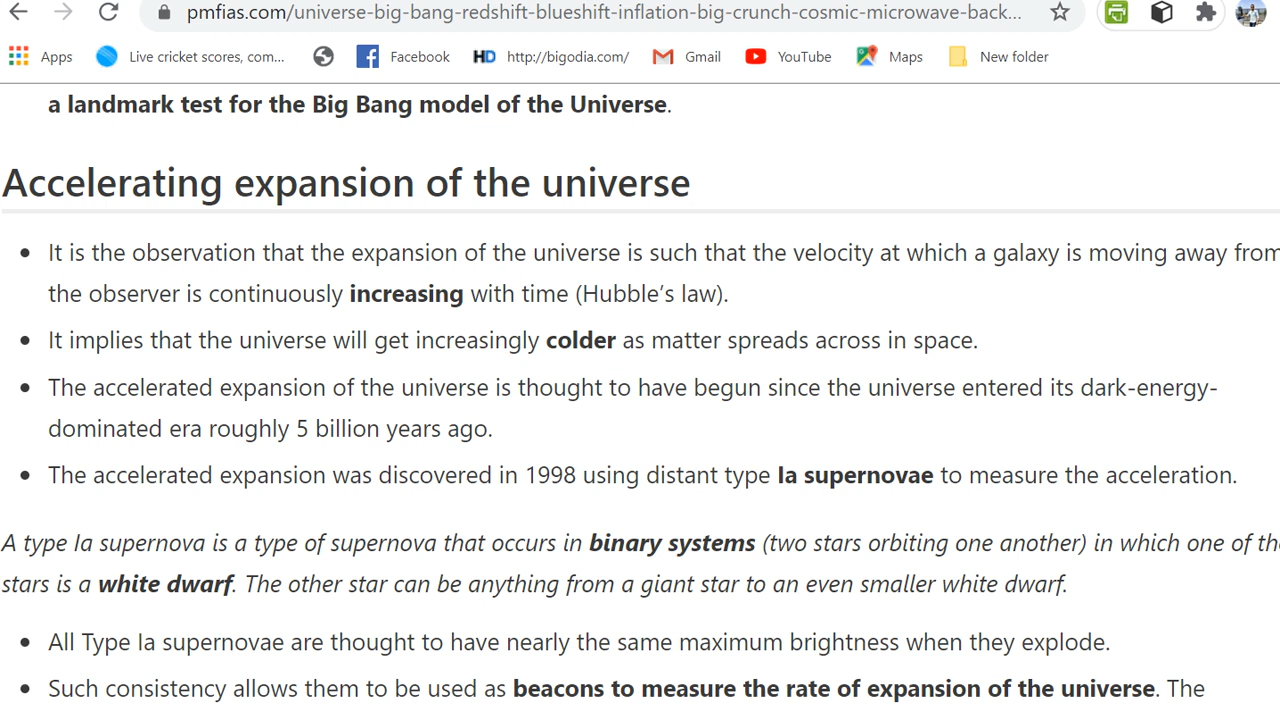 pmfias.com/universe-big-bang-redshift-blueshift-inflation-big-crunch-cosmic-microwave-back...
Apps Live cricket scores, com... Facebook HD http://bigodia.com/ Gmail YouTube Maps New folder
a landmark test for the Big Bang model of the Universe.
Accelerating expansion of the universe
• It is the observation that the expansion of the universe is such that the velocity at which a galaxy is moving away from
the observer is continuously increasing with time (Hubble’s law).
• It implies that the universe will get increasingly colder as matter spreads across in space.
• The accelerated expansion of the universe is thought to have begun since the universe entered its dark-energy-
dominated era roughly 5 billion years ago.
• The accelerated expansion was discovered in 1998 using distant type Ia supernovae to measure the acceleration.
A type Ia supernova is a type of supernova that occurs in binary systems (two stars orbiting one another) in which one of the
stars is a white dwarf. The other star can be anything from a giant star to an even smaller white dwarf.
• All Type Ia supernovae are thought to have nearly the same maximum brightness when they explode.
• Such consistency allows them to be used as beacons to measure the rate of expansion of the universe. The